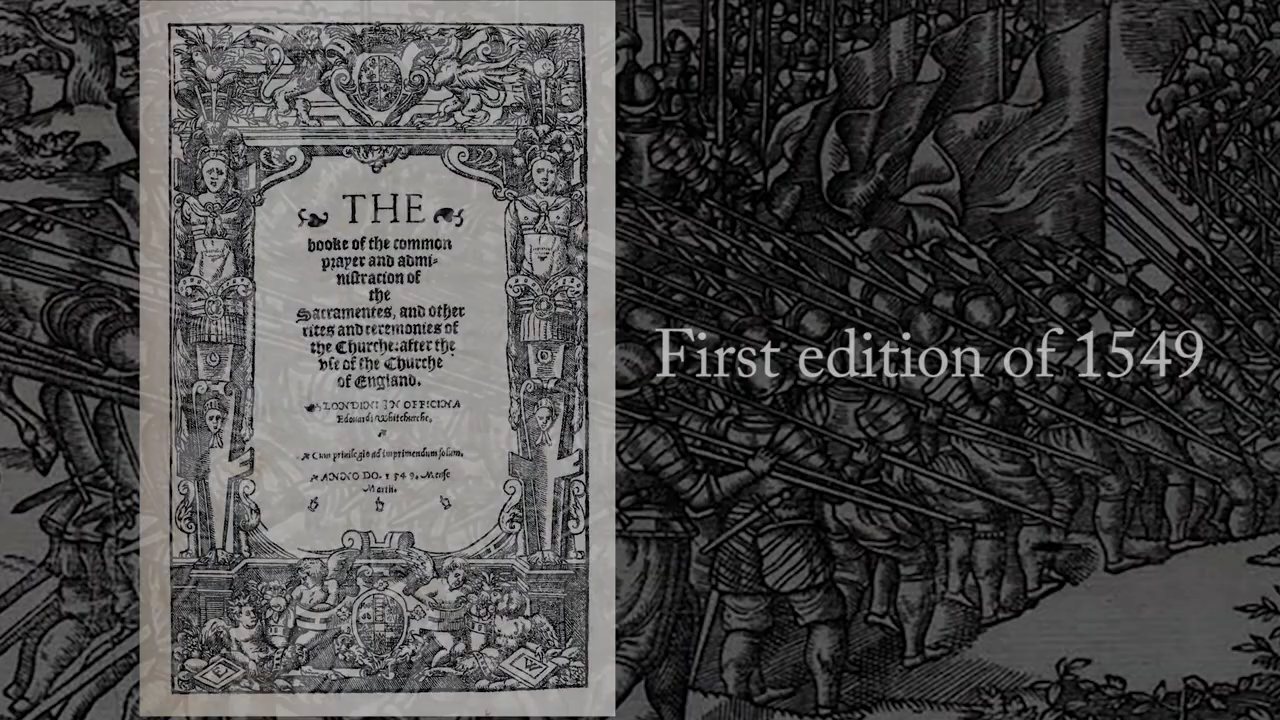 THE
booke of the common
prayer and admi-
nistracion of
the
Sacramentes, and other
rites and ceremonies of
the Churche: after the
vse of the Churche
of England.
LONDINI IN OFFICINA
Edouardi Whitchurche.
Cum priuilegio ad imprimendum solum.
ANNO DO. 1549. Mense
Martii.
First edition of 1549